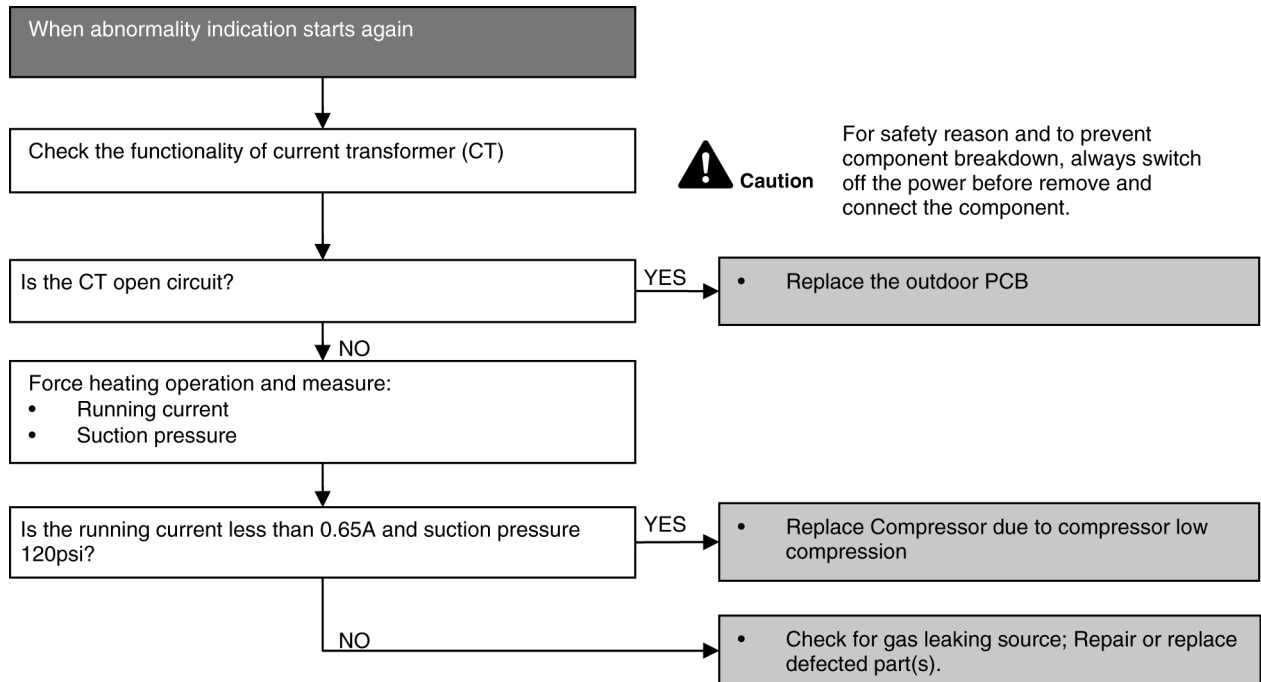 When abnormality indication starts again
Check the functionality of current transformer (CT)
Caution
For safety reason and to prevent
component breakdown, always switch
off the power before remove and
connect the component.
Is the CT open circuit?
YES
• Replace the outdoor PCB
NO
Force heating operation and measure:
• Running current
• Suction pressure
Is the running current less than 0.65A and suction pressure
120psi?
YES
• Replace Compressor due to compressor low
compression
NO
• Check for gas leaking source; Repair or replace
defected part(s).